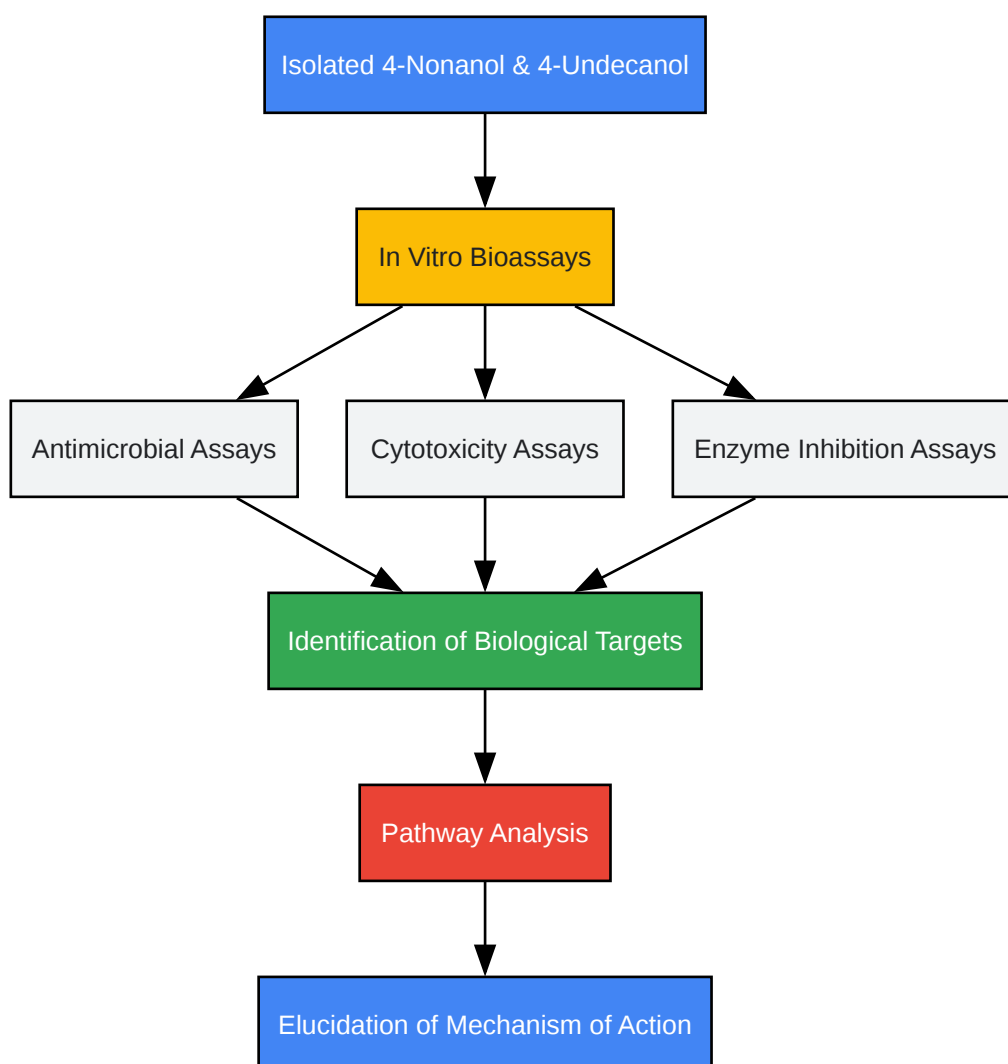 Isolated 4-Nonanol & 4-Undecanol
In Vitro Bioassays
Antimicrobial Assays
Cytotoxicity Assays
Enzyme Inhibition Assays
Identification of Biological Targets
Pathway Analysis
Elucidation of Mechanism of Action